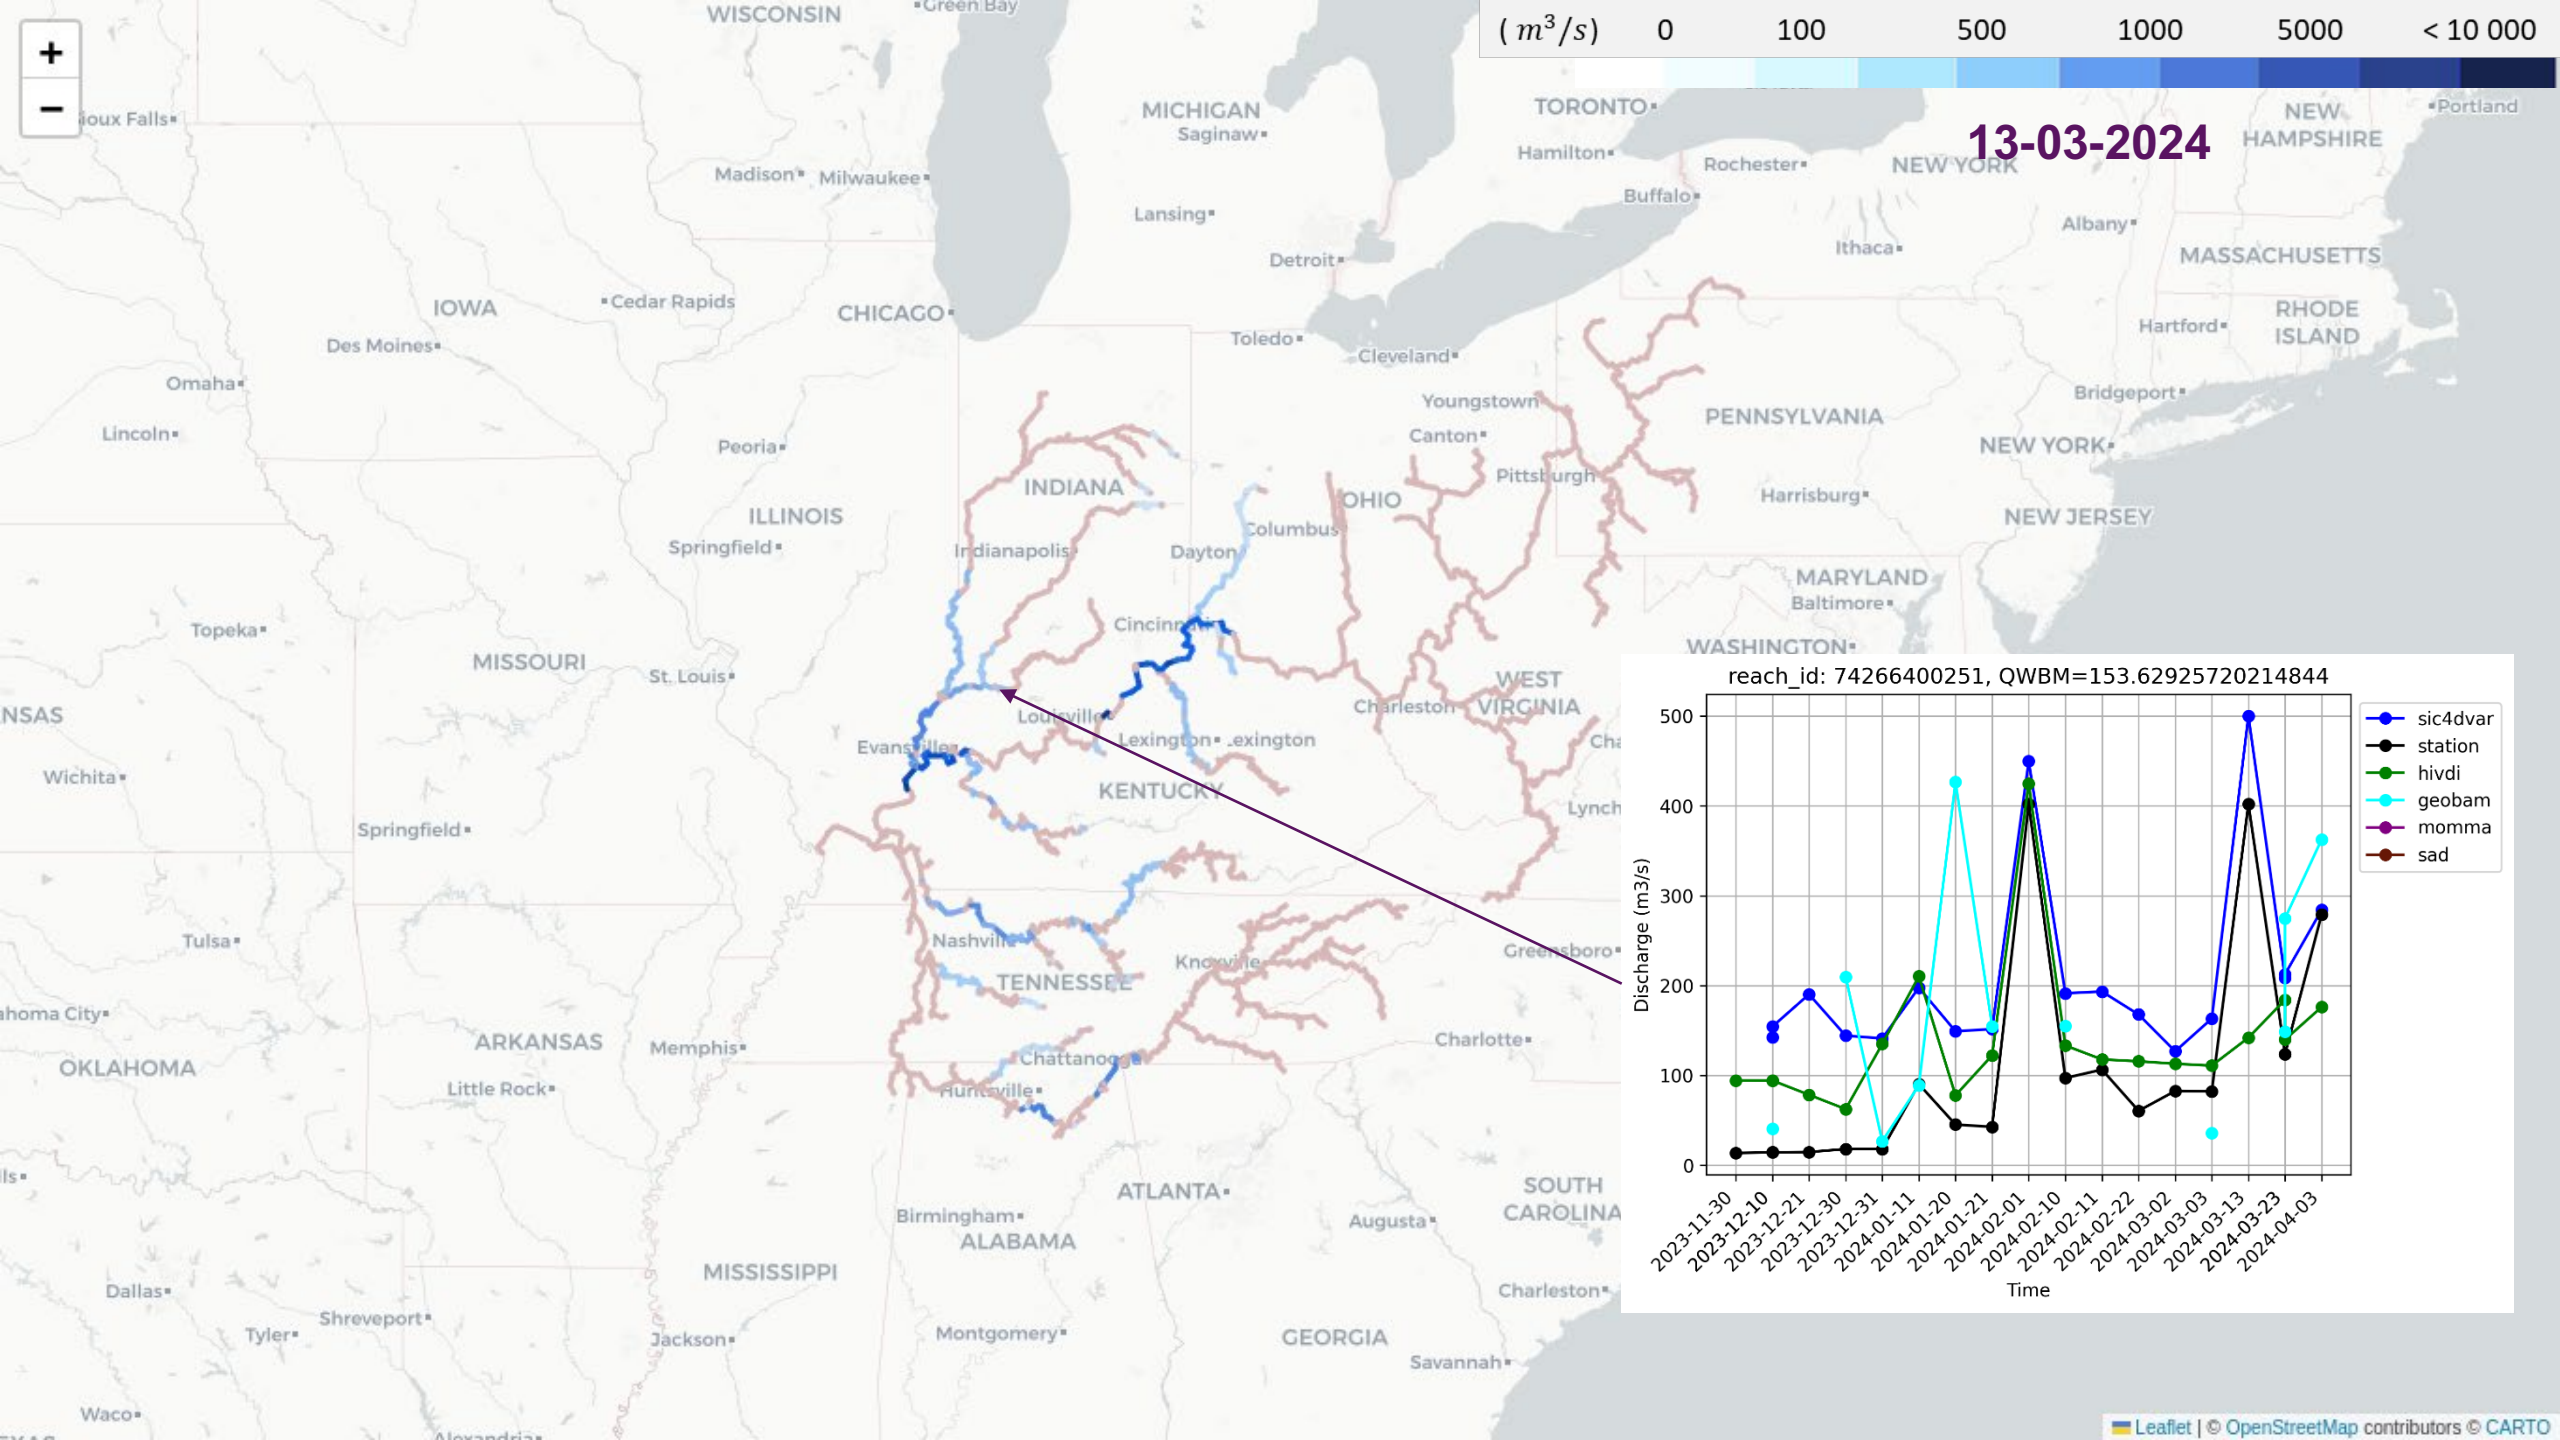 +
−
( m³/s) 0 100 500 1000 5000 < 10 000
13-03-2024
WISCONSIN
Green Bay
MICHIGAN
Saginaw
TORONTO
Hamilton
Rochester
NEW YORK
NEW HAMPSHIRE
Portland
Madison
Milwaukee
Lansing
Buffalo
Albany
Ithaca
MASSACHUSETTS
Detroit
ioux Falls
IOWA
Cedar Rapids
CHICAGO
Des Moines
Toledo
Cleveland
Hartford
RHODE ISLAND
Omaha
Lincoln
Peoria
Youngstown
Canton
PENNSYLVANIA
Bridgeport
NEW YORK
INDIANA
ILLINOIS
OHIO
Pittsburgh
Harrisburg
NEW JERSEY
Springfield
Indianapolis
Dayton
Columbus
MARYLAND
Baltimore
Topeka
Cincinnati
WASHINGTON
MISSOURI
St. Louis
NSAS
Louisville
Charleston
WEST VIRGINIA
Evansville
Lexington
exington
Cha
Wichita
KENTUCKY
Lynch
Springfield
Tulsa
Nashville
TENNESSEE
Knoxville
Greensboro
ahoma City
OKLAHOMA
ARKANSAS
Memphis
Little Rock
Chattanooga
Huntsville
Charlotte
lls
ATLANTA
Birmingham
ALABAMA
Augusta
SOUTH CAROLINA
MISSISSIPPI
Charleston
Dallas
Tyler
Shreveport
Jackson
Montgomery
GEORGIA
Savannah
Waco
Alexandria
reach_id: 74266400251, QWBM=153.62925720214844
sic4dvar
station
hivdi
geobam
momma
sad
Discharge (m3/s)
500
400
300
200
100
0
2023-11-30
2023-12-10
2023-12-21
2023-12-30
2023-12-31
2024-01-11
2024-01-20
2024-01-21
2024-02-01
2024-02-10
2024-02-11
2024-02-22
2024-03-02
2024-03-03
2024-03-13
2024-03-23
2024-04-03
Time
Leaflet | © OpenStreetMap contributors © CARTO